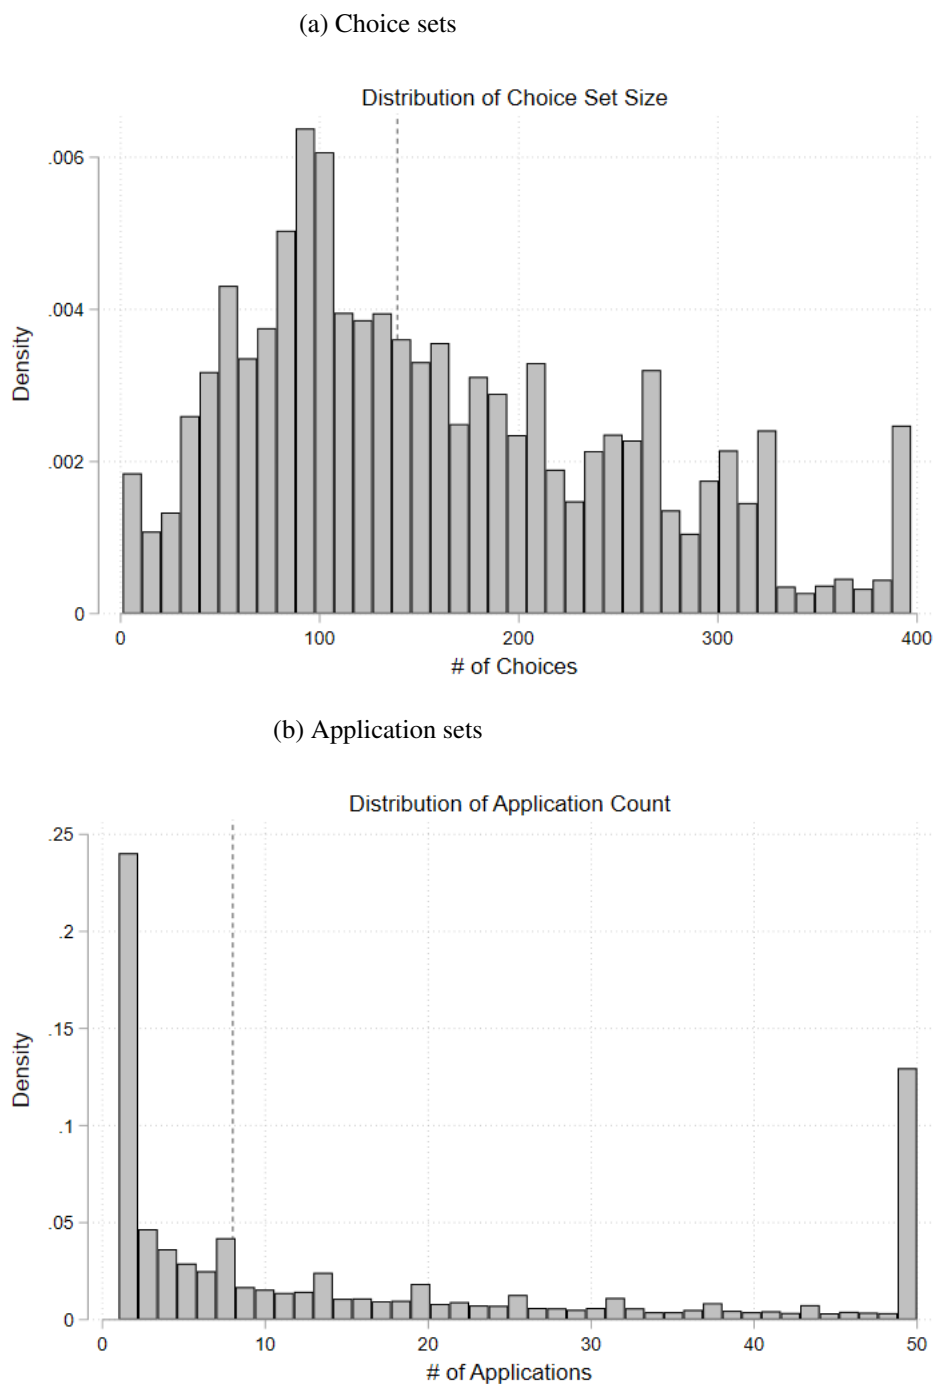 (a) Choice sets
Distribution of Choice Set Size
.006
.004
.002
0
Density
0 100 200 300 400
# of Choices
(b) Application sets
Distribution of Application Count
.25
.2
.15
.1
.05
0
Density
0 10 20 30 40 50
# of Applications